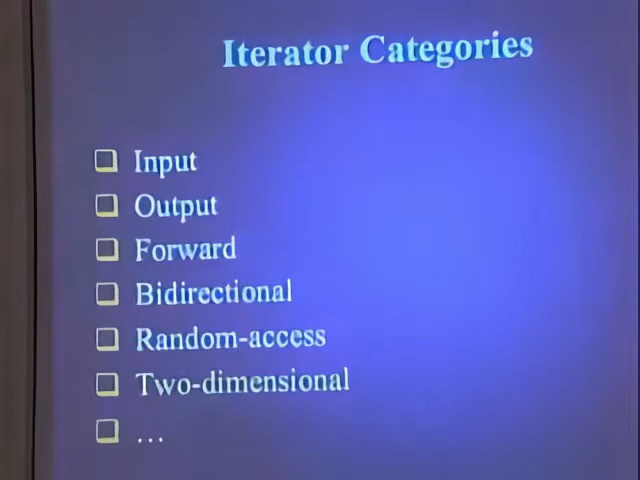 Iterator Categories
Input
Output
Forward
Bidirectional
Random-access
Two-dimensional
...